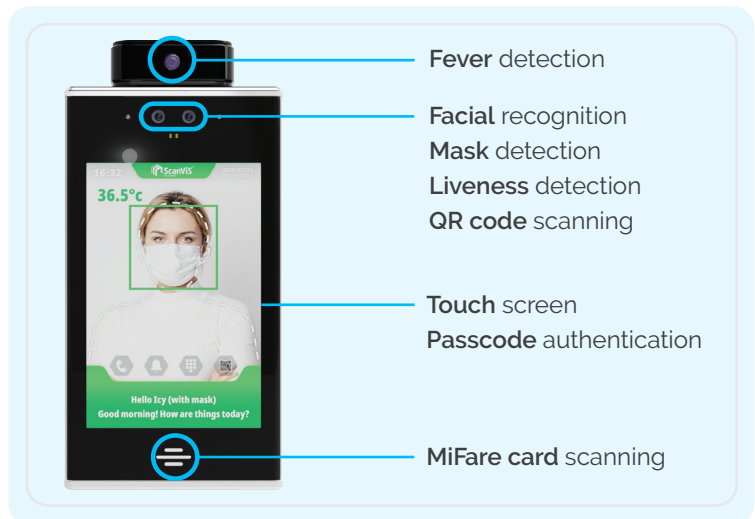 Fever detection
Facial recognition
Mask detection
Liveness detection
QR code scanning
16:32
ScanViS
36.5°c
Touch screen
Passcode authentication
Hello Icy (with mask)
Good morning! How are things today?
MiFare card scanning